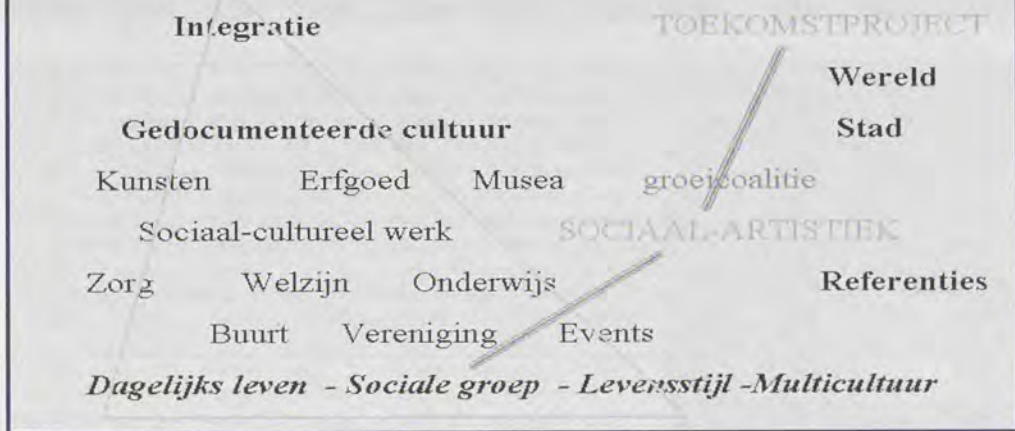 Integratie TOEKOMSTPROJECT
Wereld
Gedocumenteerde cultuur Stad
Kunsten Erfgoed Musea groeicoalitie
Sociaal-cultureel werk SOCIAAL-ARTISTIEK
Zorg Welzijn Onderwijs Referenties
Buurt Vereniging Events
Dagelijks leven - Sociale groep - Levensstijl -Multicultuur